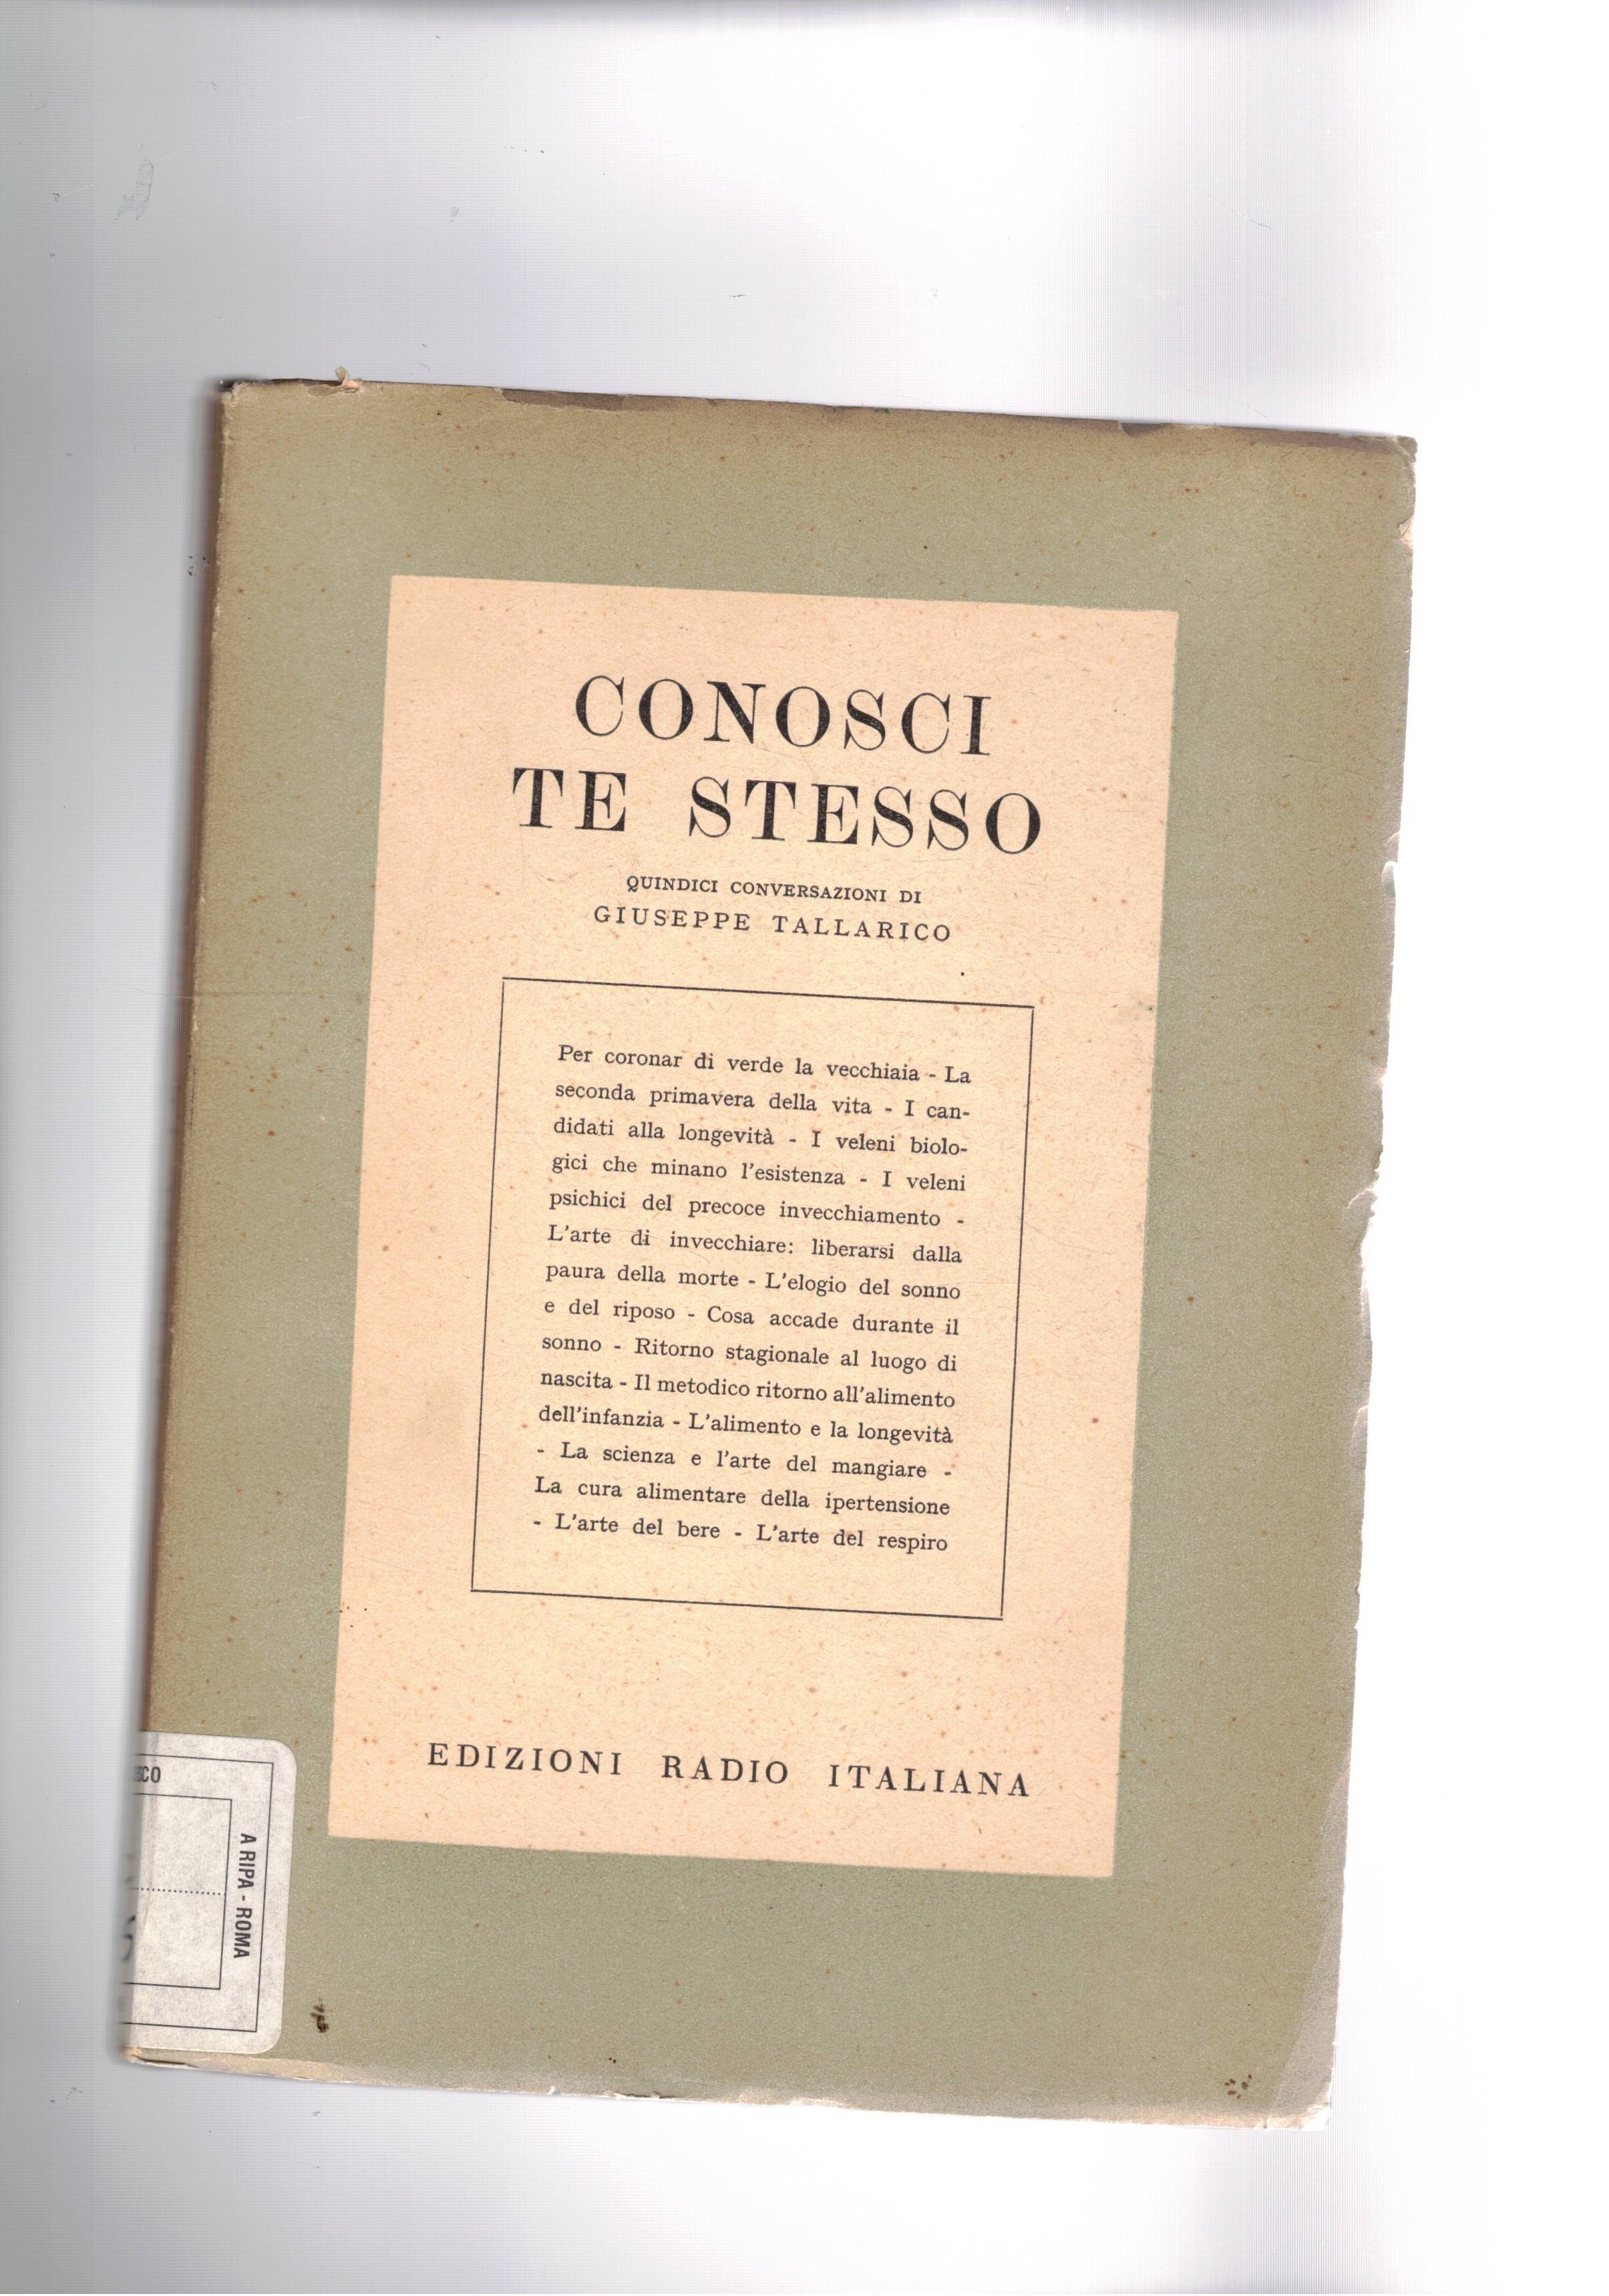 CONOSCI
TE STESSO
QUINDICI CONVERSAZIONI DI
GIUSEPPE TALLARICO
Per coronar di verde la vecchiaia - La
seconda primavera della vita - I can-
didati alla longevità - I veleni biolo-
gici che minano l'esistenza - I veleni
psichici del precoce invecchiamento -
L'arte di invecchiare: liberarsi dalla
paura della morte - L'elogio del sonno
e del riposo - Cosa accade durante il
sonno - Ritorno stagionale al luogo di
nascita - Il metodico ritorno all'alimento
dell'infanzia - L'alimento e la longevità
- La scienza e l'arte del mangiare -
La cura alimentare della ipertensione
- L'arte del bere - L'arte del respiro
EDIZIONI RADIO ITALIANA
A RIPA - ROMA